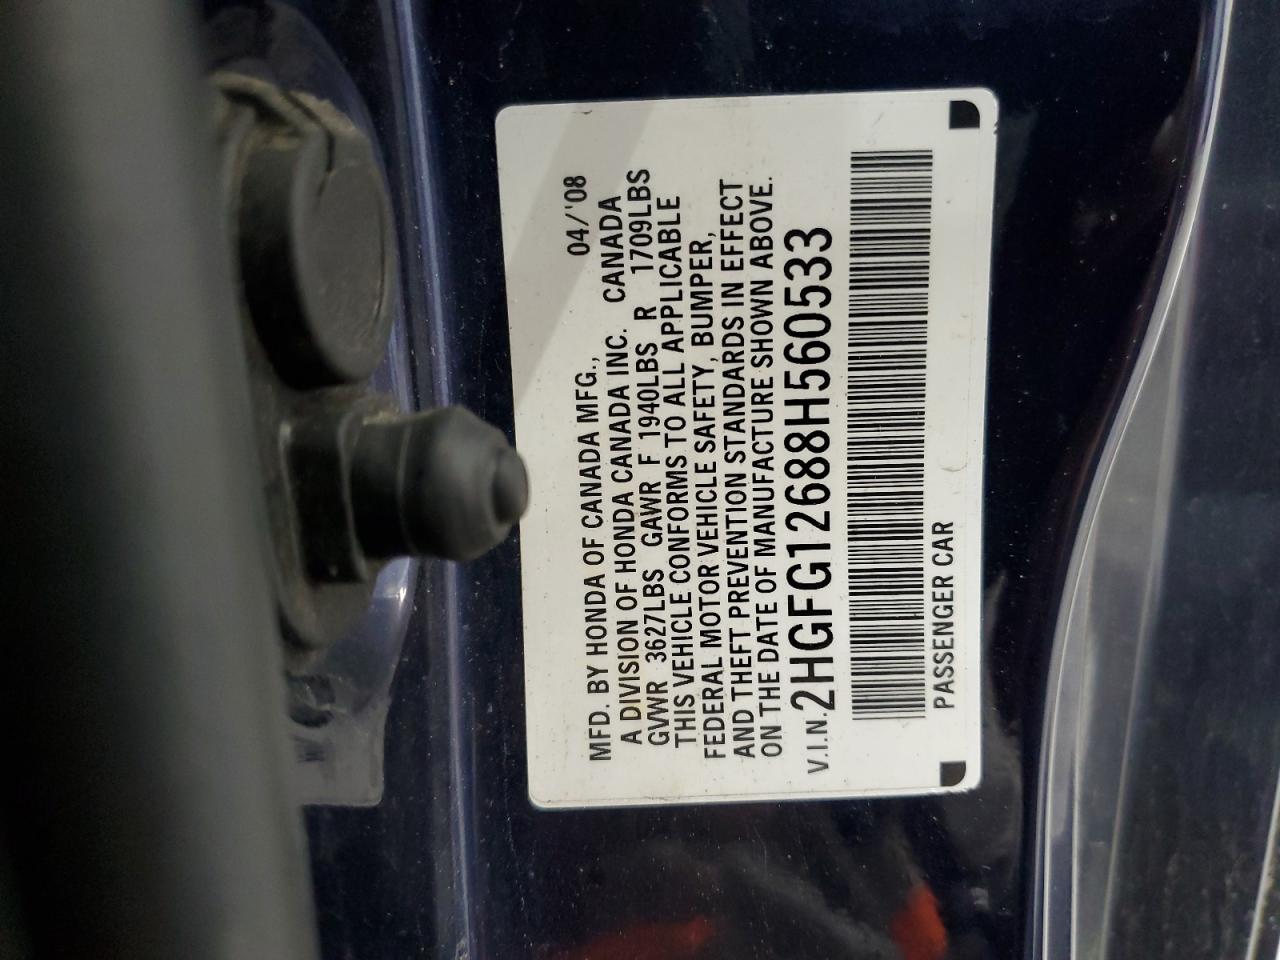 04/'08
MFD. BY HONDA OF CANADA MFG.,
A DIVISION OF HONDA CANADA INC. CANADA
GVWR 3627LBS GAWR F 1940LBS R 1709LBS
THIS VEHICLE CONFORMS TO ALL APPLICABLE
FEDERAL MOTOR VEHICLE SAFETY, BUMPER,
AND THEFT PREVENTION STANDARDS IN EFFECT
ON THE DATE OF MANUFACTURE SHOWN ABOVE.
V.I.N. 2HGFG12688H560533
PASSENGER CAR